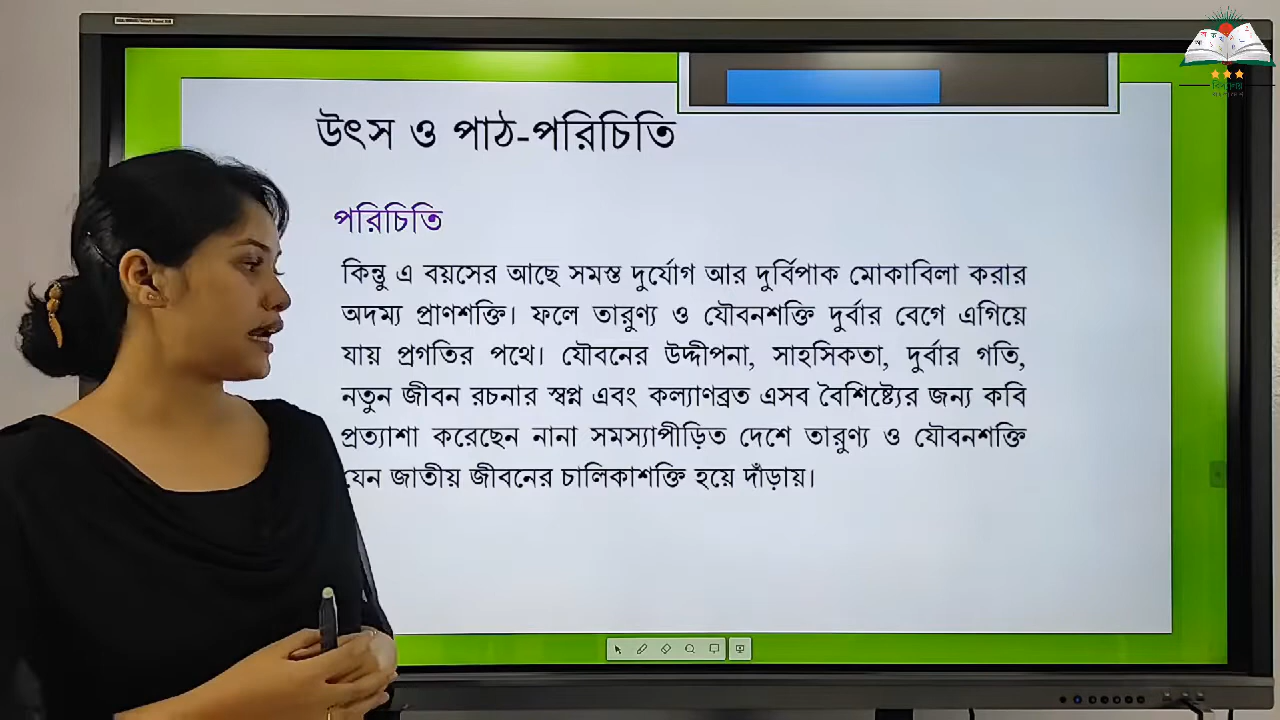 উৎস ও পাঠ-পরিচিতি
পরিচিতি
কিন্তু এ বয়সের আছে সমস্ত দুর্যোগ আর দুর্বিপাক মোকাবিলা করার
অদম্য প্রাণশক্তি। ফলে তারুণ্য ও যৌবনশক্তি দুর্বার বেগে এগিয়ে
যায় প্রগতির পথে। যৌবনের উদ্দীপনা, সাহসিকতা, দুর্বার গতি,
নতুন জীবন রচনার স্বপ্ন এবং কল্যাণব্রত এসব বৈশিষ্ট্যের জন্য কবি
প্রত্যাশা করেছেন নানা সমস্যাপীড়িত দেশে তারুণ্য ও যৌবনশক্তি
যেন জাতীয় জীবনের চালিকাশক্তি হয়ে দাঁড়ায়।